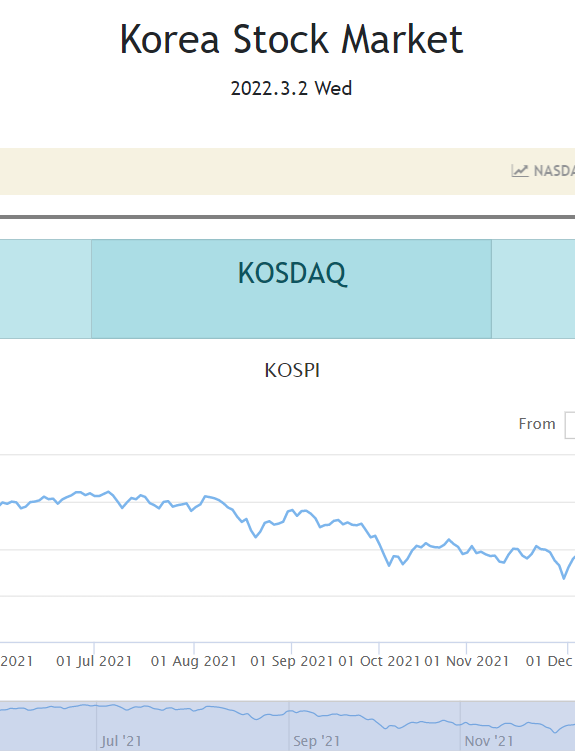 Korea Stock Market
2022.3.2 Wed
NASDA
KOSDAQ
KOSPI
From
2021 01 Jul 2021 01 Aug 2021 01 Sep 2021 01 Oct 2021 01 Nov 2021 01 Dec
Jul '21 Sep '21 Nov '21